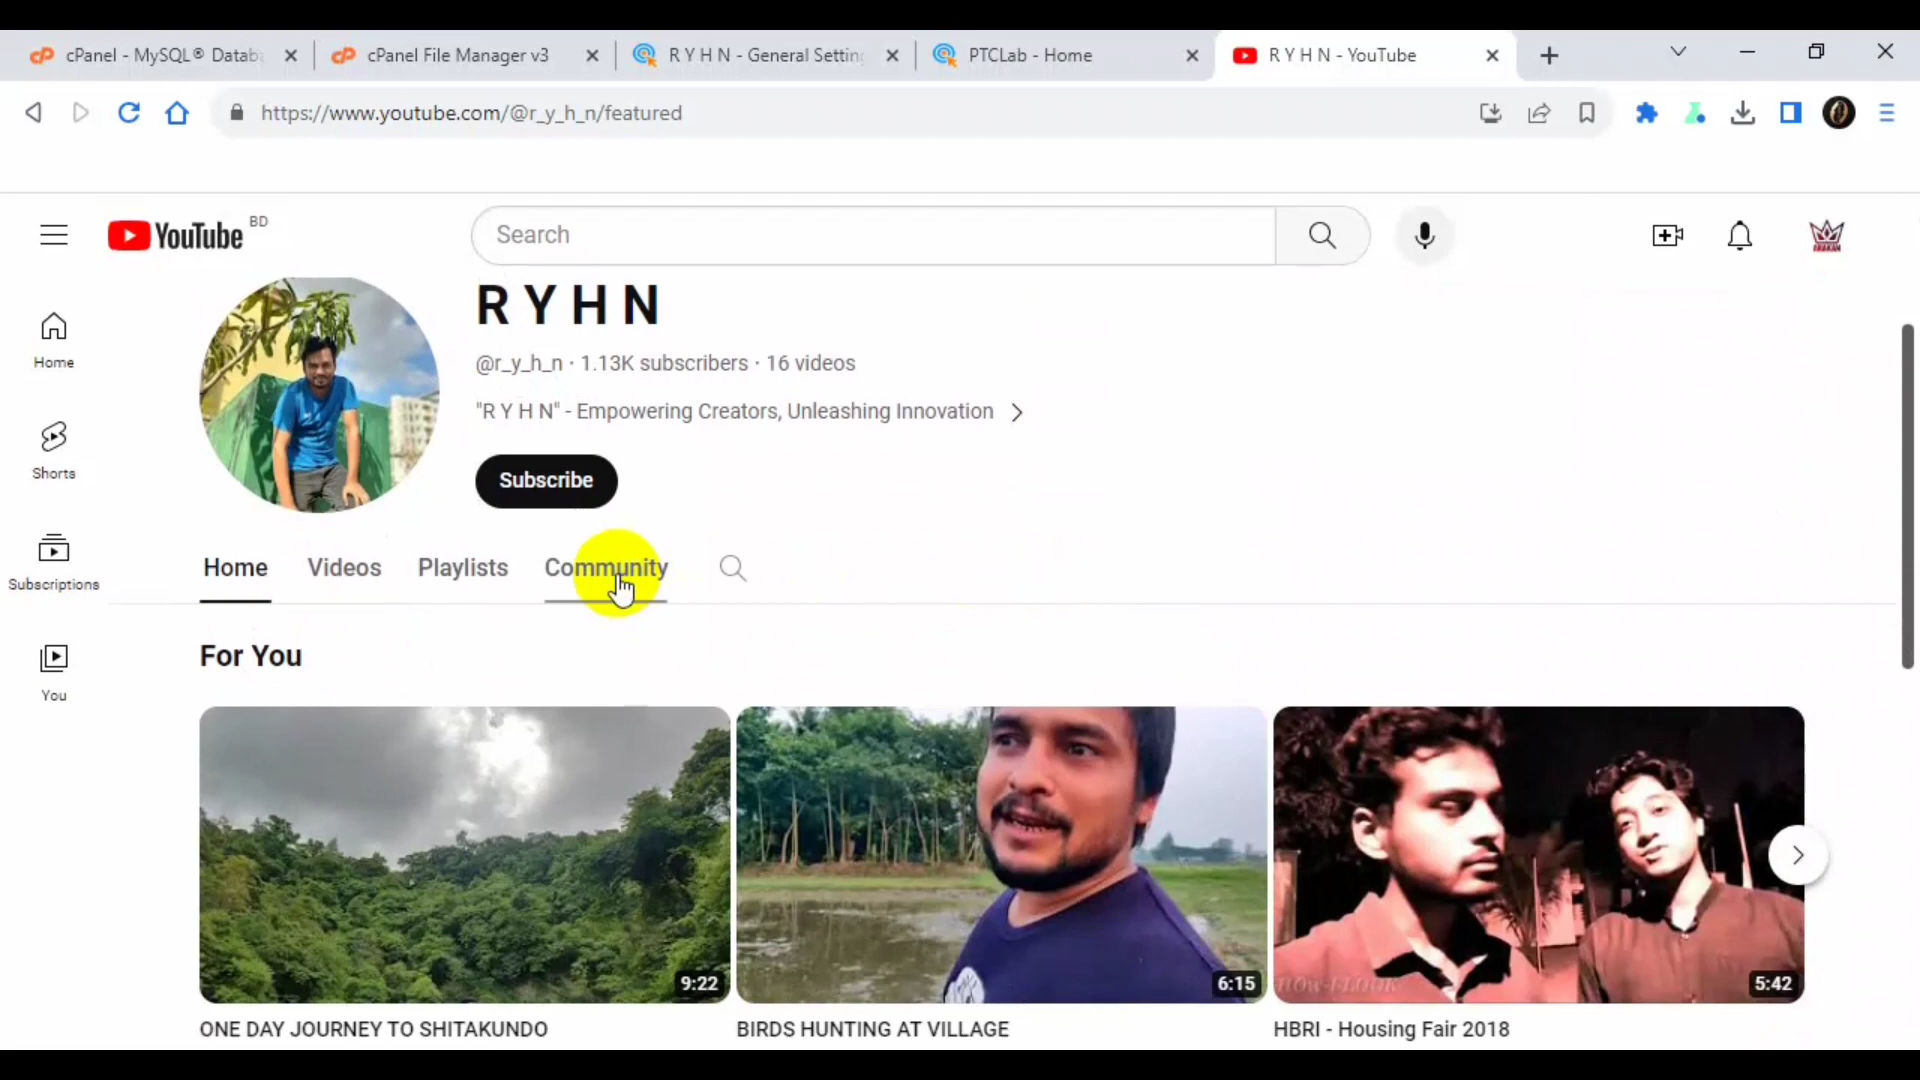 cPanel - MySQL® Datab
cPanel File Manager v3
R Y H N - General Setting
PTCLab - Home
R Y H N - YouTube
https://www.youtube.com/@r_y_h_n/featured
YouTube BD
Search
R Y H N
@r_y_h_n · 1.13K subscribers · 16 videos
"R Y H N" - Empowering Creators, Unleashing Innovation
Subscribe
Home
Shorts
Subscriptions
You
Home Videos Playlists Community
For You
9:22
6:15
5:42
ONE DAY JOURNEY TO SHITAKUNDO
BIRDS HUNTING AT VILLAGE
HBRI - Housing Fair 2018